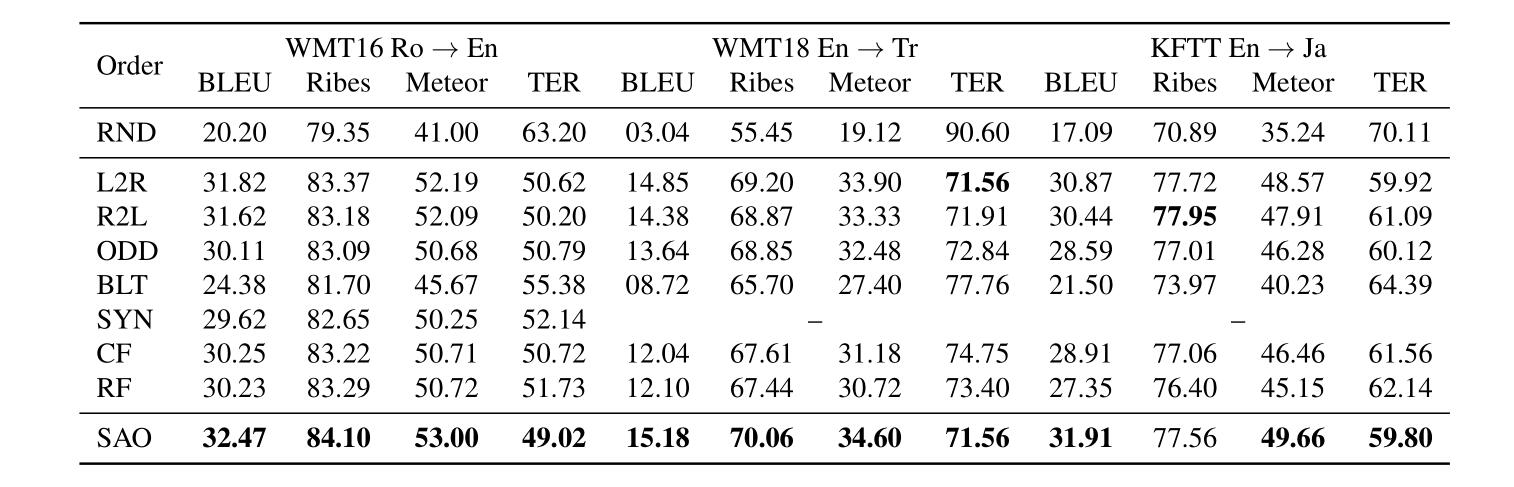 Order WMT16 Ro → En WMT18 En → Tr KFTT En → Ja
BLEU Ribes Meteor TER BLEU Ribes Meteor TER BLEU Ribes Meteor TER
RND 20.20 79.35 41.00 63.20 03.04 55.45 19.12 90.60 17.09 70.89 35.24 70.11
L2R 31.82 83.37 52.19 50.62 14.85 69.20 33.90 71.56 30.87 77.72 48.57 59.92
R2L 31.62 83.18 52.09 50.20 14.38 68.87 33.33 71.91 30.44 77.95 47.91 61.09
ODD 30.11 83.09 50.68 50.79 13.64 68.85 32.48 72.84 28.59 77.01 46.28 60.12
BLT 24.38 81.70 45.67 55.38 08.72 65.70 27.40 77.76 21.50 73.97 40.23 64.39
SYN 29.62 82.65 50.25 52.14 – –
CF 30.25 83.22 50.71 50.72 12.04 67.61 31.18 74.75 28.91 77.06 46.46 61.56
RF 30.23 83.29 50.72 51.73 12.10 67.44 30.72 73.40 27.35 76.40 45.15 62.14
SAO 32.47 84.10 53.00 49.02 15.18 70.06 34.60 71.56 31.91 77.56 49.66 59.80